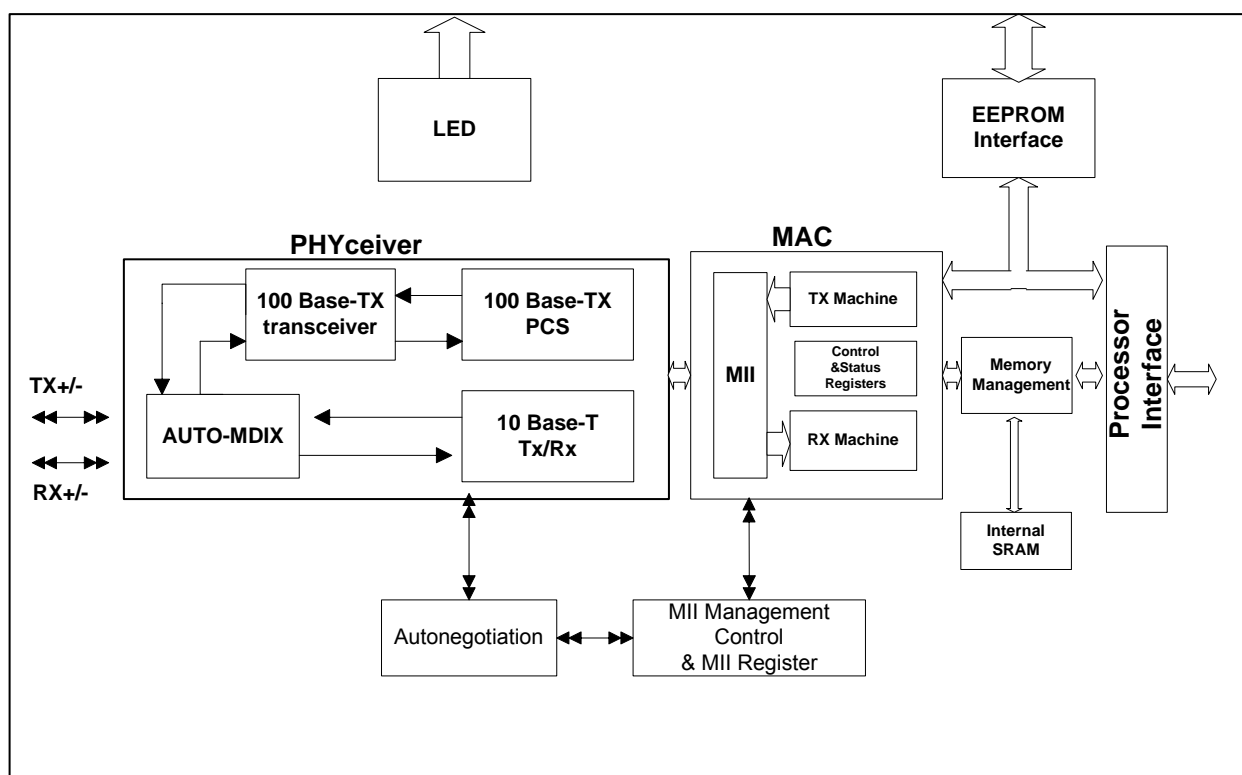 LED
EEPROM
Interface
PHYceiver
MAC
100 Base-TX
transceiver
100 Base-TX
PCS
TX Machine
MII
Control
&Status
Registers
Memory
Management
Processor
Interface
TX+/-
AUTO-MDIX
10 Base-T
Tx/Rx
RX Machine
RX+/-
Internal
SRAM
Autonegotiation
MII Management
Control
& MII Register